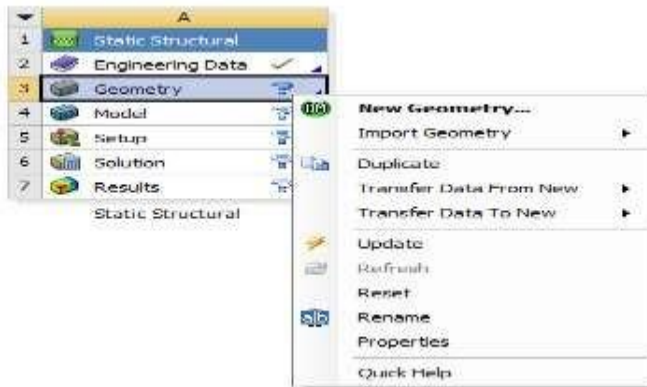 A
1 Static Structural
2 Engineering Data
3 Geometry
4 Model
5 Setup
6 Solution
7 Results
Static Structural
New Geometry...
Import Geometry
Duplicate
Transfer Data From New
Transfer Data To New
Update
Refresh
Reset
Rename
Properties
Quick Help